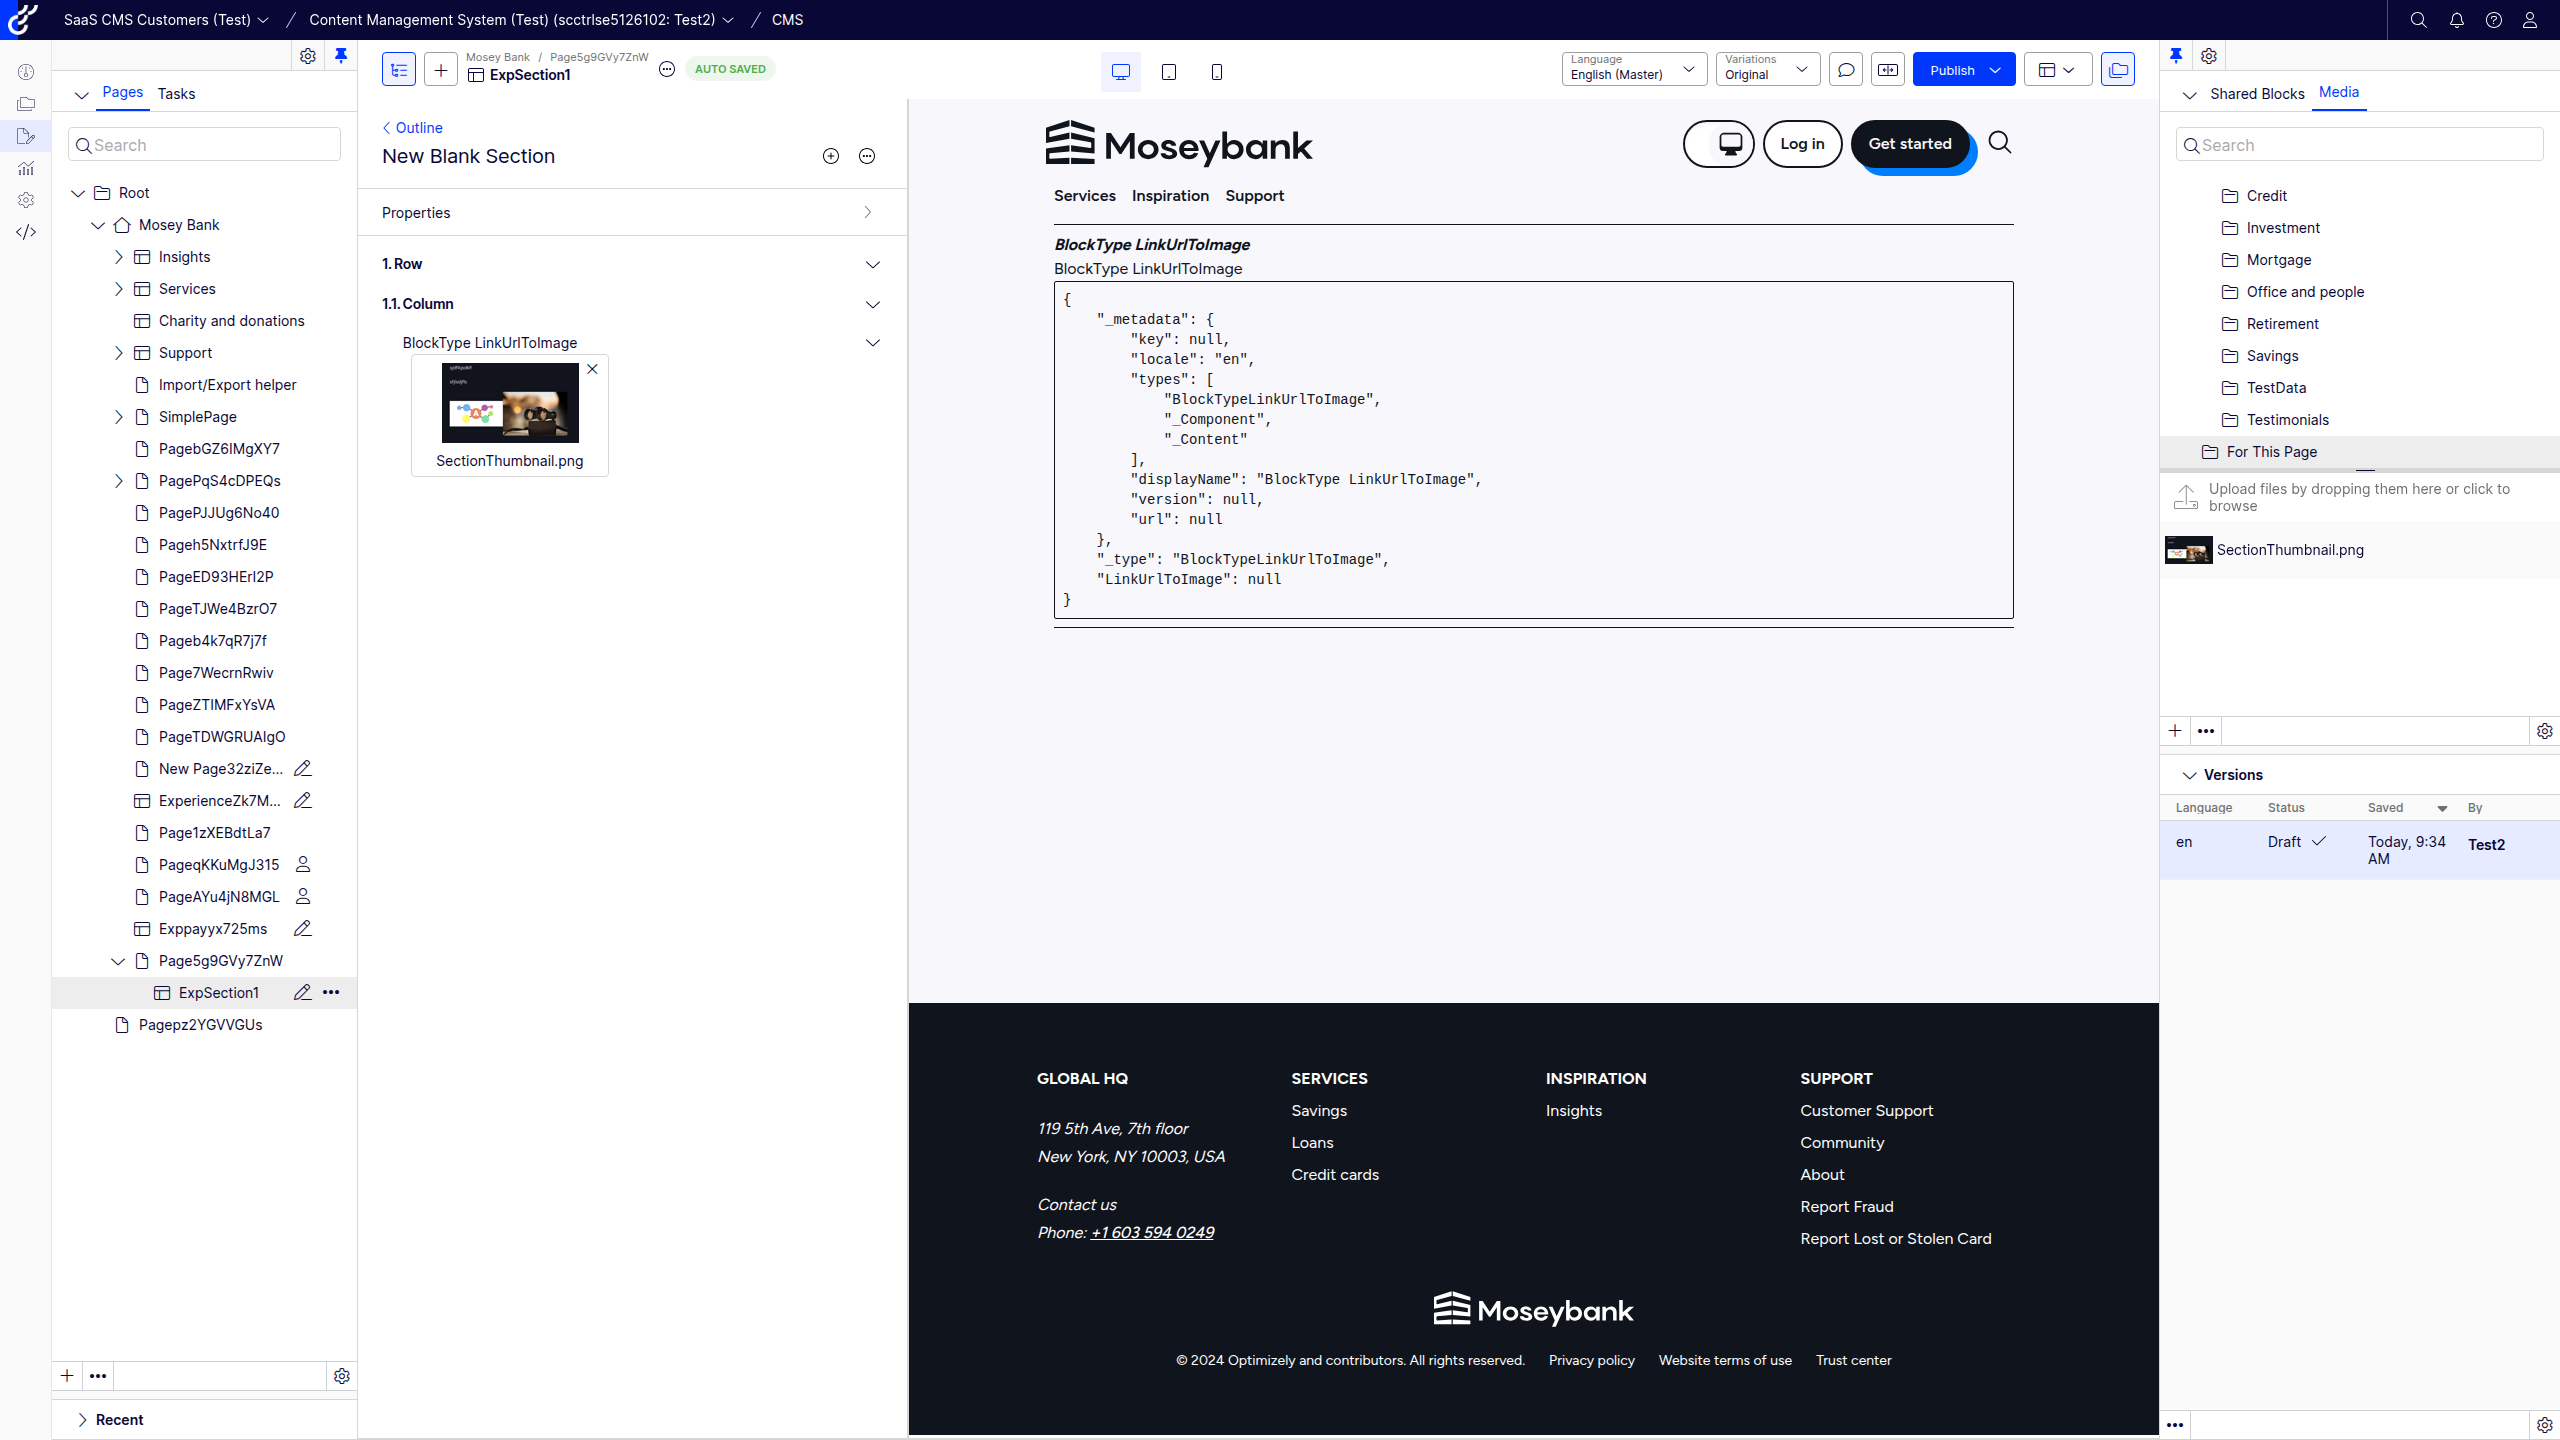 SaaS CMS Customers (Test) / Content Management System (Test) (scctrlse5126102: Test2) / CMS
Pages Tasks
Search
Root
Mosey Bank
Insights
Services
Charity and donations
Support
Import/Export helper
SimplePage
PagebGZ6IMgXY7
PagePqS4cDPEQs
PagePJJUg6No40
Pageh5NxtrfJ9E
PageED93HErI2P
PageTJWe4BzrO7
Pageb4k7qR7j7f
Page7WecrnRwiv
PageZTIMFxYsVA
PageTDWGRUAIgO
New Page32ziZe...
ExperienceZk7M...
Page1zXEBdtLa7
PageqKKuMgJ315
PageAYu4jN8MGL
Exppayyx725ms
Page5g9GVy7ZnW
ExpSection1
Pagepz2YGVVGUs
Recent
Mosey Bank / Page5g9GVy7ZnW
ExpSection1
AUTO SAVED
Language
English (Master)
Variations
Original
Publish
Outline
New Blank Section
Properties
1. Row
1.1. Column
BlockType LinkUrlToImage
SectionThumbnail.png
Moseybank
Log in
Get started
Services Inspiration Support
BlockType LinkUrlToImage
BlockType LinkUrlToImage
{
"_metadata": {
"key": null,
"locale": "en",
"types": [
"BlockTypeLinkUrlToImage",
"_Component",
"_Content"
],
"displayName": "BlockType LinkUrlToImage",
"version": null,
"url": null
},
"_type": "BlockTypeLinkUrlToImage",
"LinkUrlToImage": null
}
GLOBAL HQ
119 5th Ave, 7th floor
New York, NY 10003, USA
Contact us
Phone: +1 603 594 0249
SERVICES
Savings
Loans
Credit cards
INSPIRATION
Insights
SUPPORT
Customer Support
Community
About
Report Fraud
Report Lost or Stolen Card
Moseybank
© 2024 Optimizely and contributors. All rights reserved. Privacy policy Website terms of use Trust center
Shared Blocks Media
Search
Credit
Investment
Mortgage
Office and people
Retirement
Savings
TestData
Testimonials
For This Page
Upload files by dropping them here or click to
browse
SectionThumbnail.png
Versions
Language Status Saved By
en Draft Today, 9:34 Test2
AM